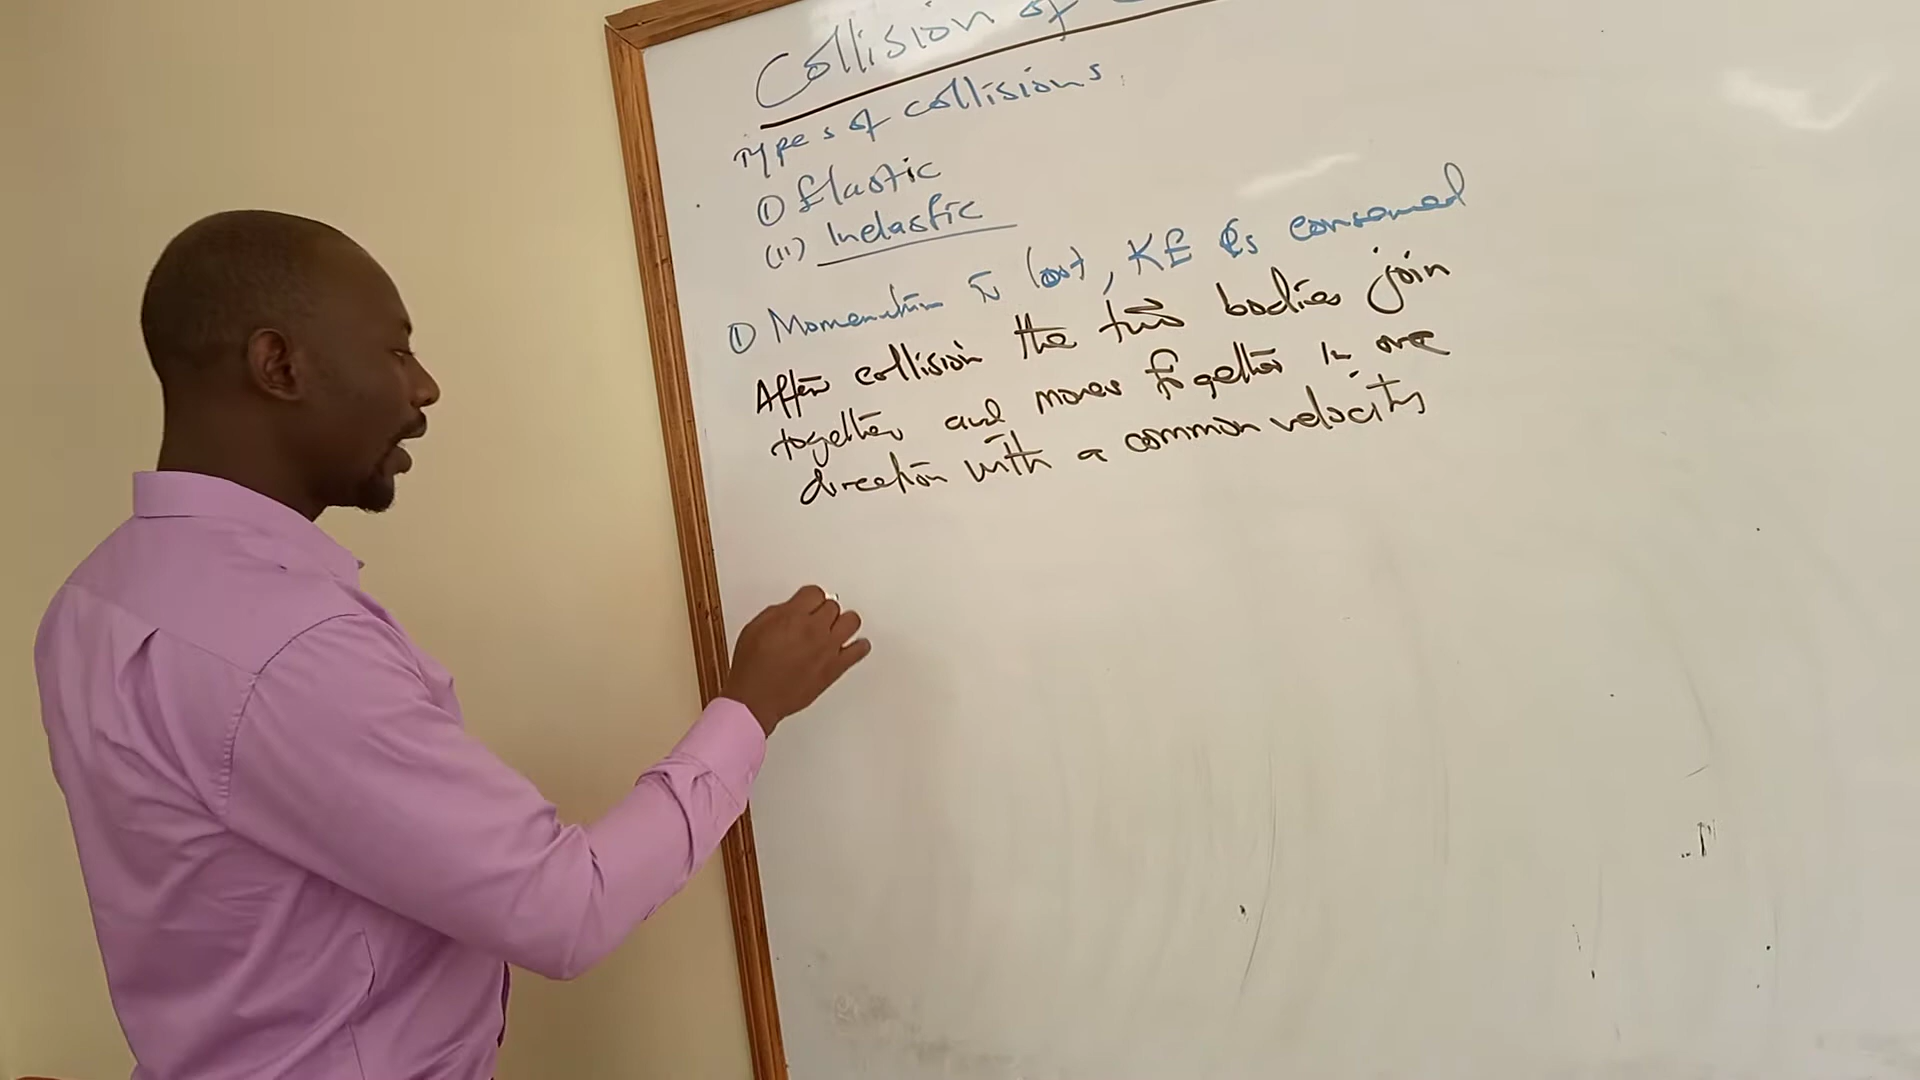 Collision of
Types of collisions
(i) Elastic
(ii) Inelastic
(i) Momentum is lost, KE is conserved
After collision the two bodies join
together and moves together in one
direction with a common velocity